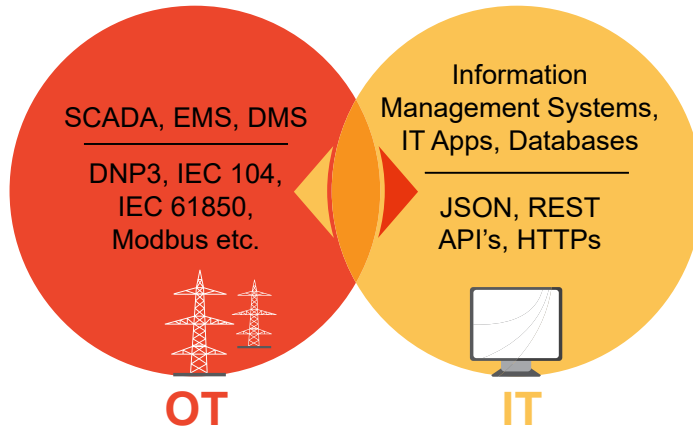 SCADA, EMS, DMS
DNP3, IEC 104,
IEC 61850,
Modbus etc.
OT
Information
Management Systems,
IT Apps, Databases
JSON, REST
API's, HTTPs
IT